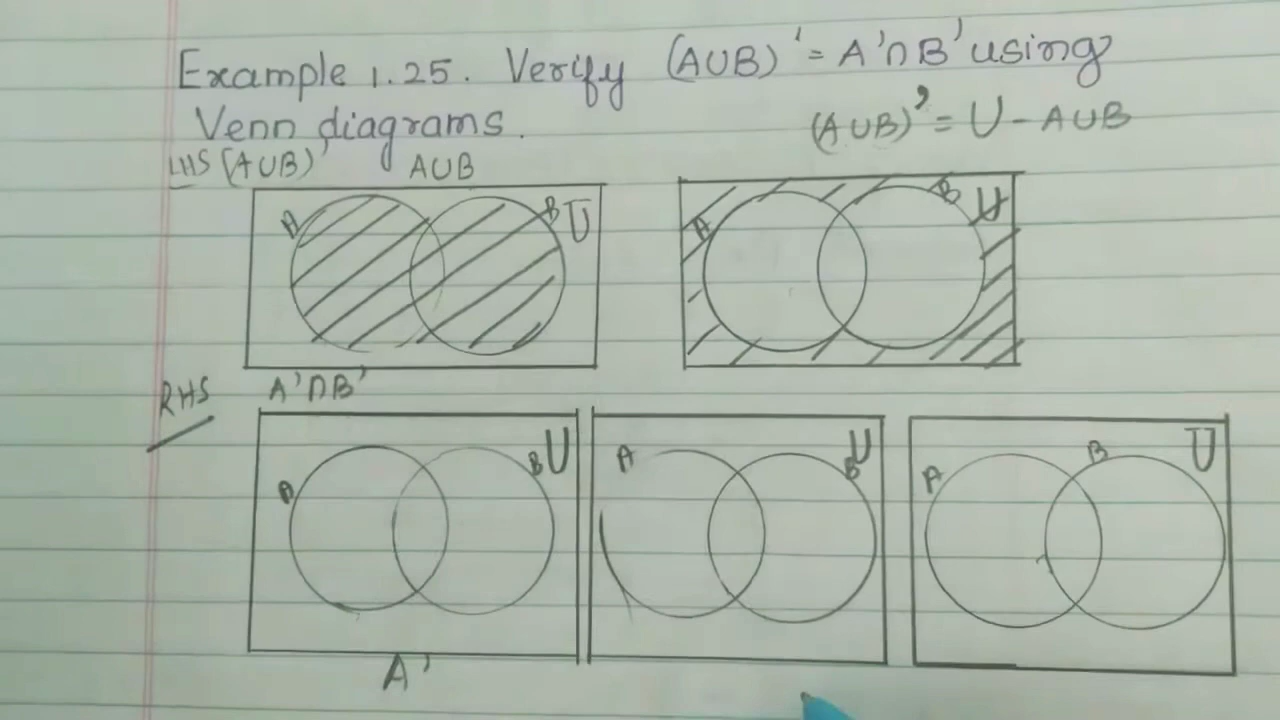 Example 1.25. Verify (A∪B)' = A'∩B' using
Venn diagrams.
(A∪B)' = U - A∪B
LHS (A∪B)' A∪B
A B U
A B U
RHS A'∩B'
A B U
A U B
A B U
A'